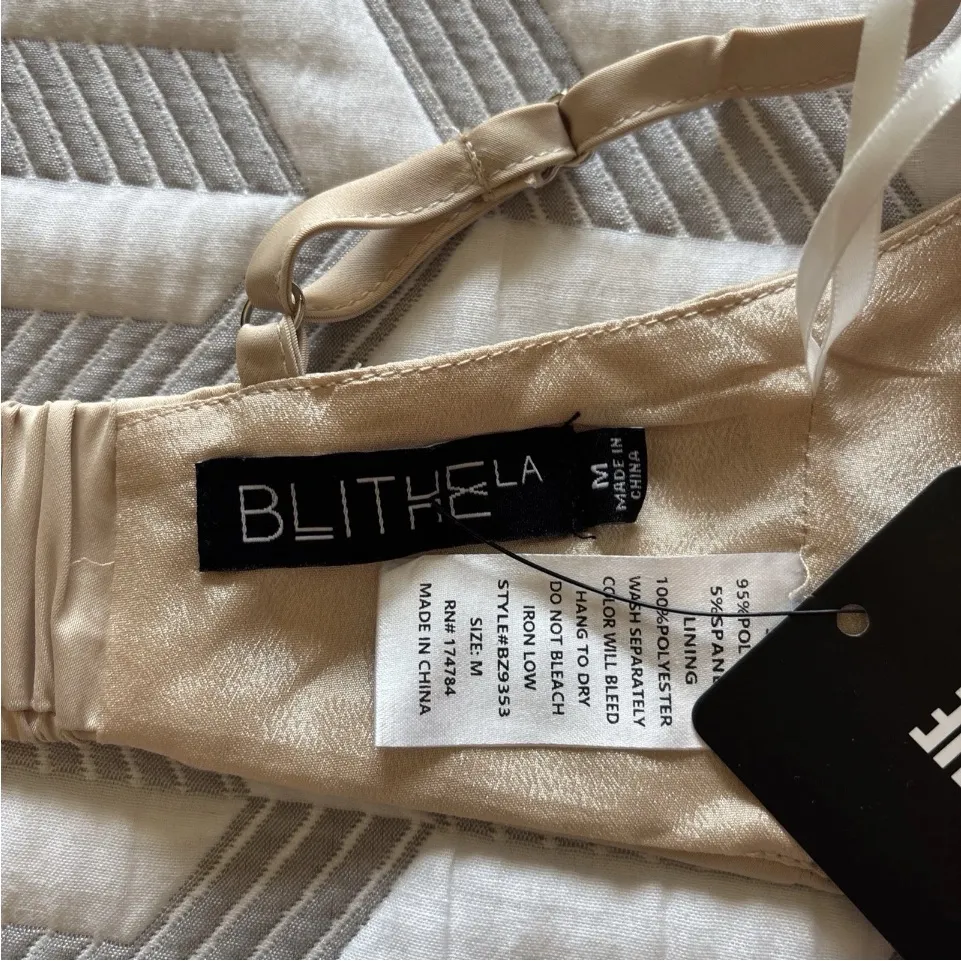 BLITHE LA
M
MADE IN
CHINA
95%POL
5%SPAN
LINING
100%POLYESTER
WASH SEPARATELY
COLOR WILL BLEED
HANG TO DRY
DO NOT BLEACH
IRON LOW
STYLE#BZ9353
SIZE: M
RN# 174784
MADE IN CHINA